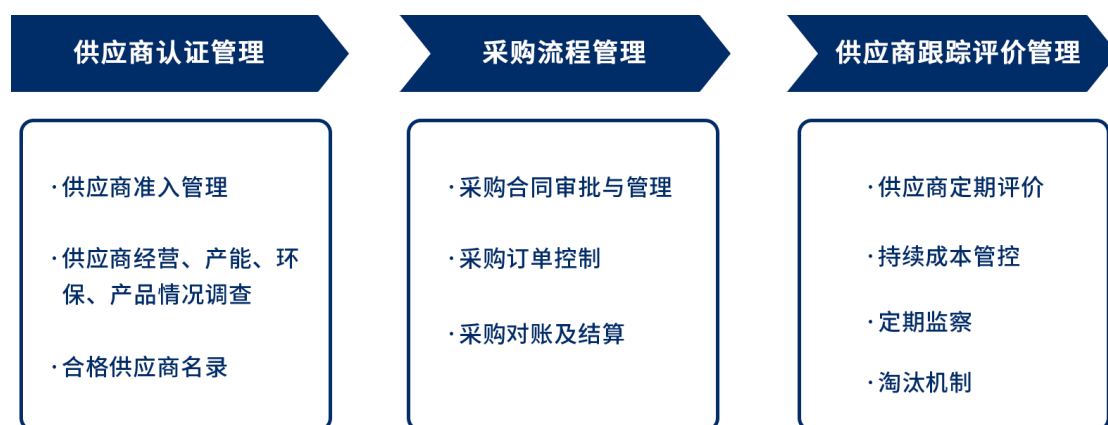 供应商认证管理
·供应商准入管理
·供应商经营、产能、环
保、产品情况调查
·合格供应商名录
采购流程管理
·采购合同审批与管理
·采购订单控制
·采购对账及结算
供应商跟踪评价管理
·供应商定期评价
·持续成本管控
·定期监察
·淘汰机制